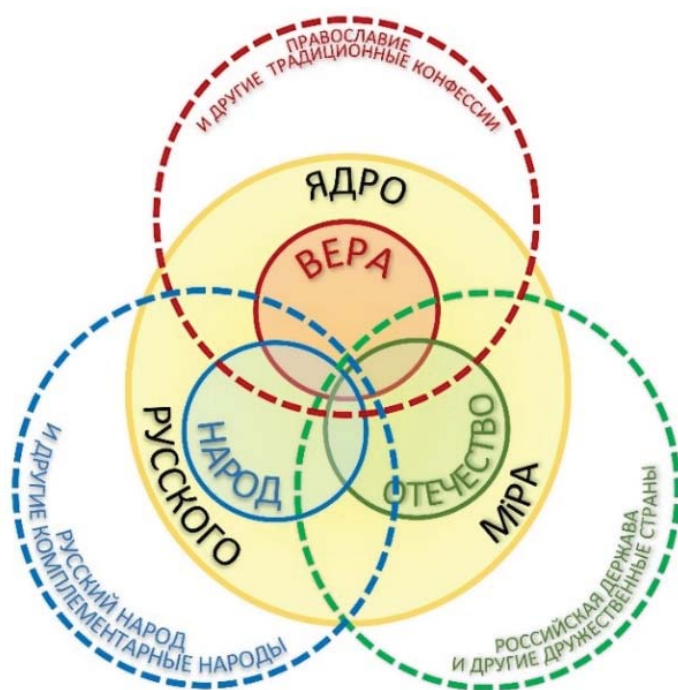 ПРАВОСЛАВИЕ
И ДРУГИЕ ТРАДИЦИОННЫЕ КОНФЕССИИ
ЯДРО
ВЕРА
РУССКОГО
НАРОД
ОТЕЧЕСТВО
МiРА
РУССКИЙ НАРОД
И ДРУГИЕ КОМПЛЕМЕНТАРНЫЕ НАРОДЫ
РОССИЙСКАЯ ДЕРЖАВА
И ДРУГИЕ ДРУЖЕСТВЕННЫЕ СТРАНЫ